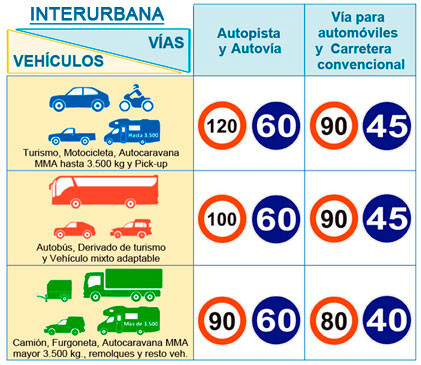 INTERURBANA
VÍAS
VEHÍCULOS
Autopista
y Autovía
Vía para
automóviles
y Carretera
convencional
Hasta 3.500
Turismo, Motocicleta, Autocaravana
MMA hasta 3.500 kg y Pick-up
120 60 90 45
Autobús, Derivado de turismo
y Vehículo mixto adaptable
100 60 90 45
Mas de 3.500
Camión, Furgoneta, Autocaravana MMA
mayor 3.500 kg., remolques y resto veh.
90 60 80 40